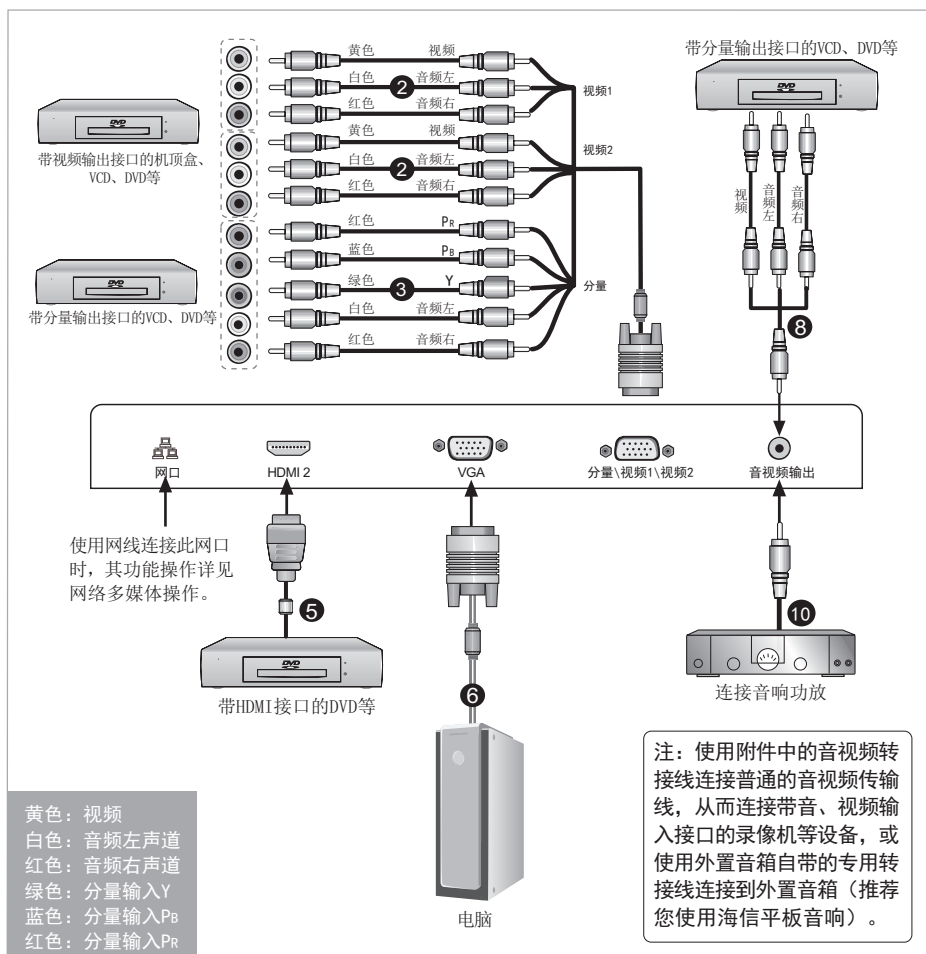 黄色 视频
白色 2 音频左
红色 音频右
视频1
黄色 视频
白色 2 音频左
红色 音频右
视频2
红色 PR
蓝色 PB
绿色 3 Y
白色 音频左
红色 音频右
分量
DVD
带视频输出接口的机顶盒、
VCD、DVD等
DVD
带分量输出接口的VCD、DVD等
带分量输出接口的VCD、DVD等
DVD
视频
音频左
音频右
8
网口
HDMI 2
VGA
分量\视频1\视频2
音视频输出
使用网线连接此网口
时，其功能操作详见
网络多媒体操作。
5
DVD
带HDMI接口的DVD等
6
电脑
10
连接音响功放
注：使用附件中的音视频转
接线连接普通的音视频传输
线，从而连接带音、视频输
入接口的录像机等设备，或
使用外置音箱自带的专用转
接线连接到外置音箱（推荐
您使用海信平板音响）。
黄色：视频
白色：音频左声道
红色：音频右声道
绿色：分量输入Y
蓝色：分量输入PB
红色：分量输入PR